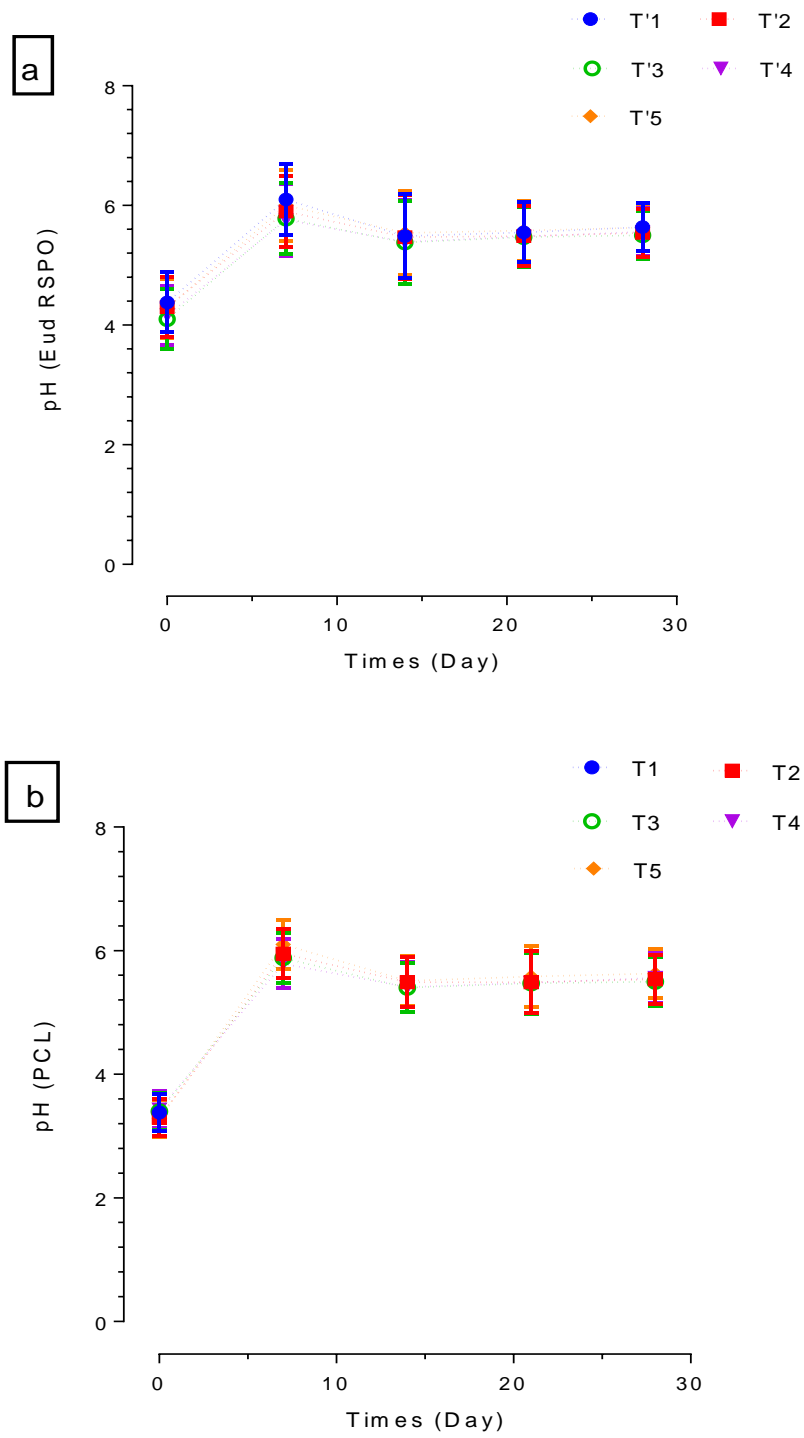 T'1 T'2
a
T'3 T'4
8
T'5
6
4
2
0
pH (Eud RSPO)
0 10 20 30
Times (Day)
T1 T2
b
T3 T4
8
T5
6
4
2
0
pH (PCL)
0 10 20 30
Times (Day)